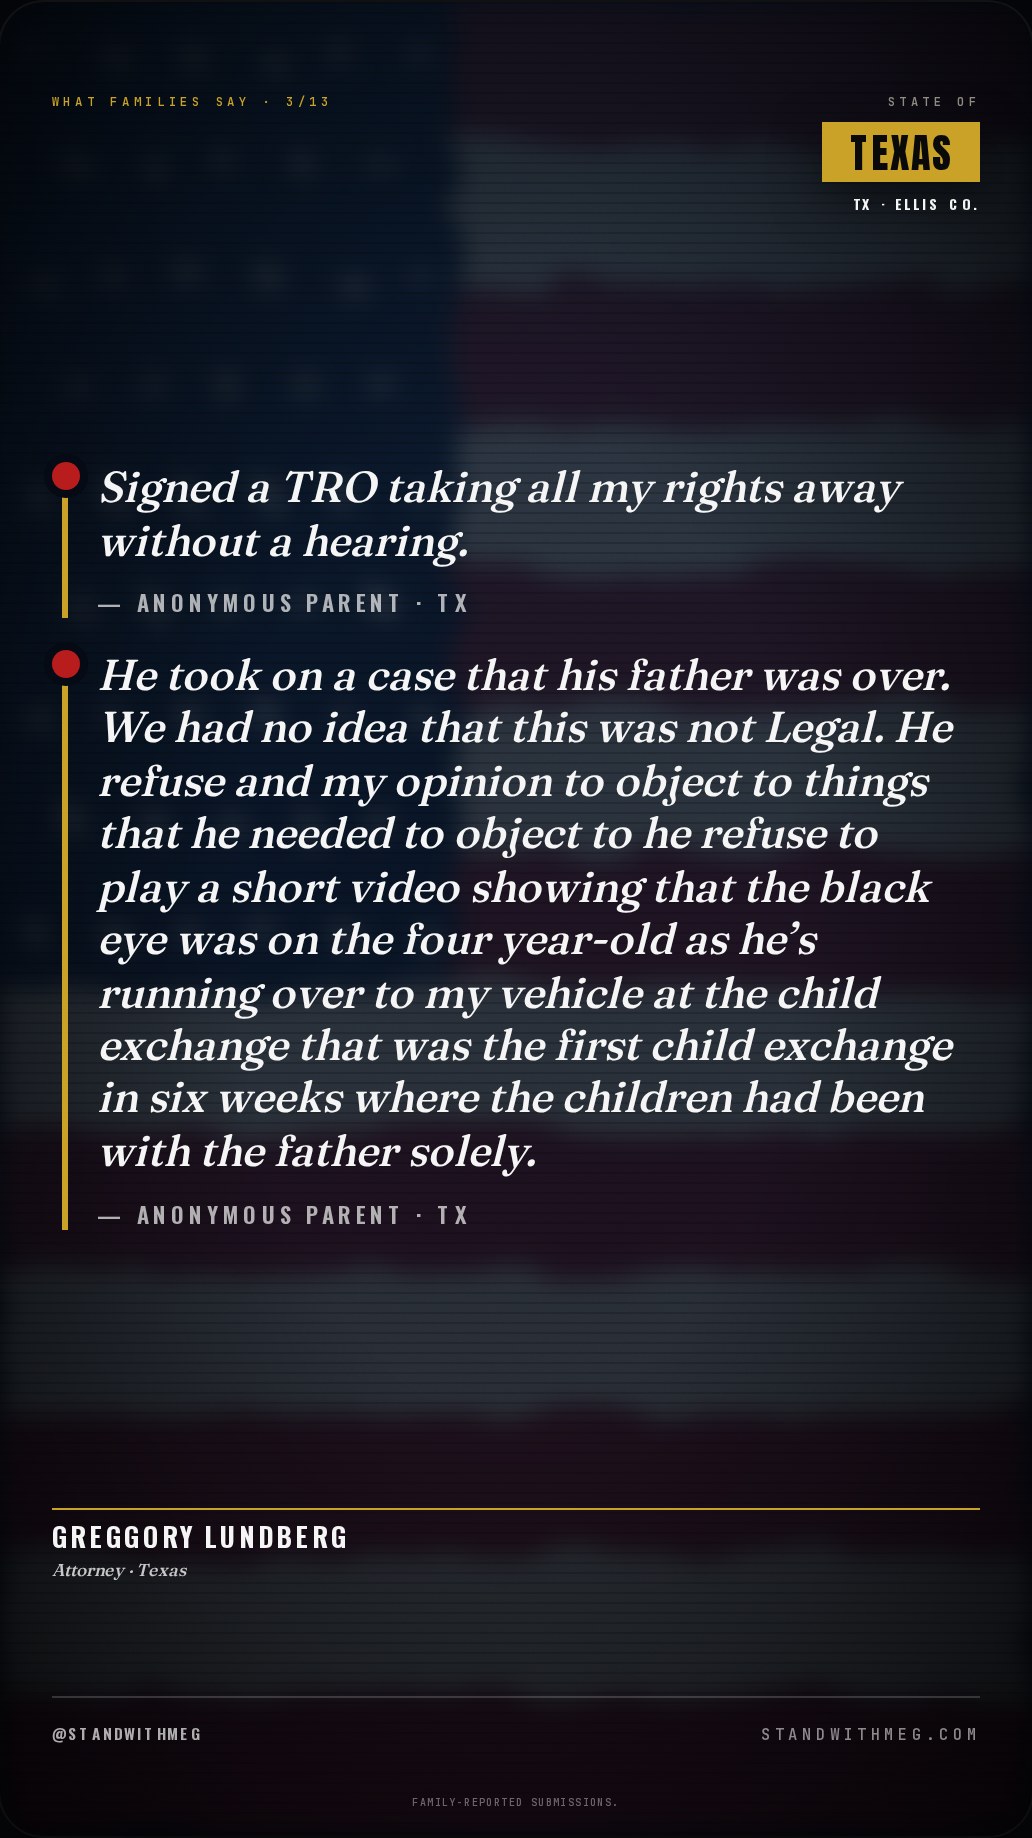 WHAT FAMILIES SAY · 3/13
STATE OF
TEXAS
TX · ELLIS CO.
Signed a TRO taking all my rights away
without a hearing.
— ANONYMOUS PARENT · TX
He took on a case that his father was over.
We had no idea that this was not Legal. He
refuse and my opinion to object to things
that he needed to object to he refuse to
play a short video showing that the black
eye was on the four year-old as he’s
running over to my vehicle at the child
exchange that was the first child exchange
in six weeks where the children had been
with the father solely.
— ANONYMOUS PARENT · TX
GREGGORY LUNDBERG
Attorney · Texas
@STANDWITHMEG
STANDWITHMEG.COM
FAMILY-REPORTED SUBMISSIONS.